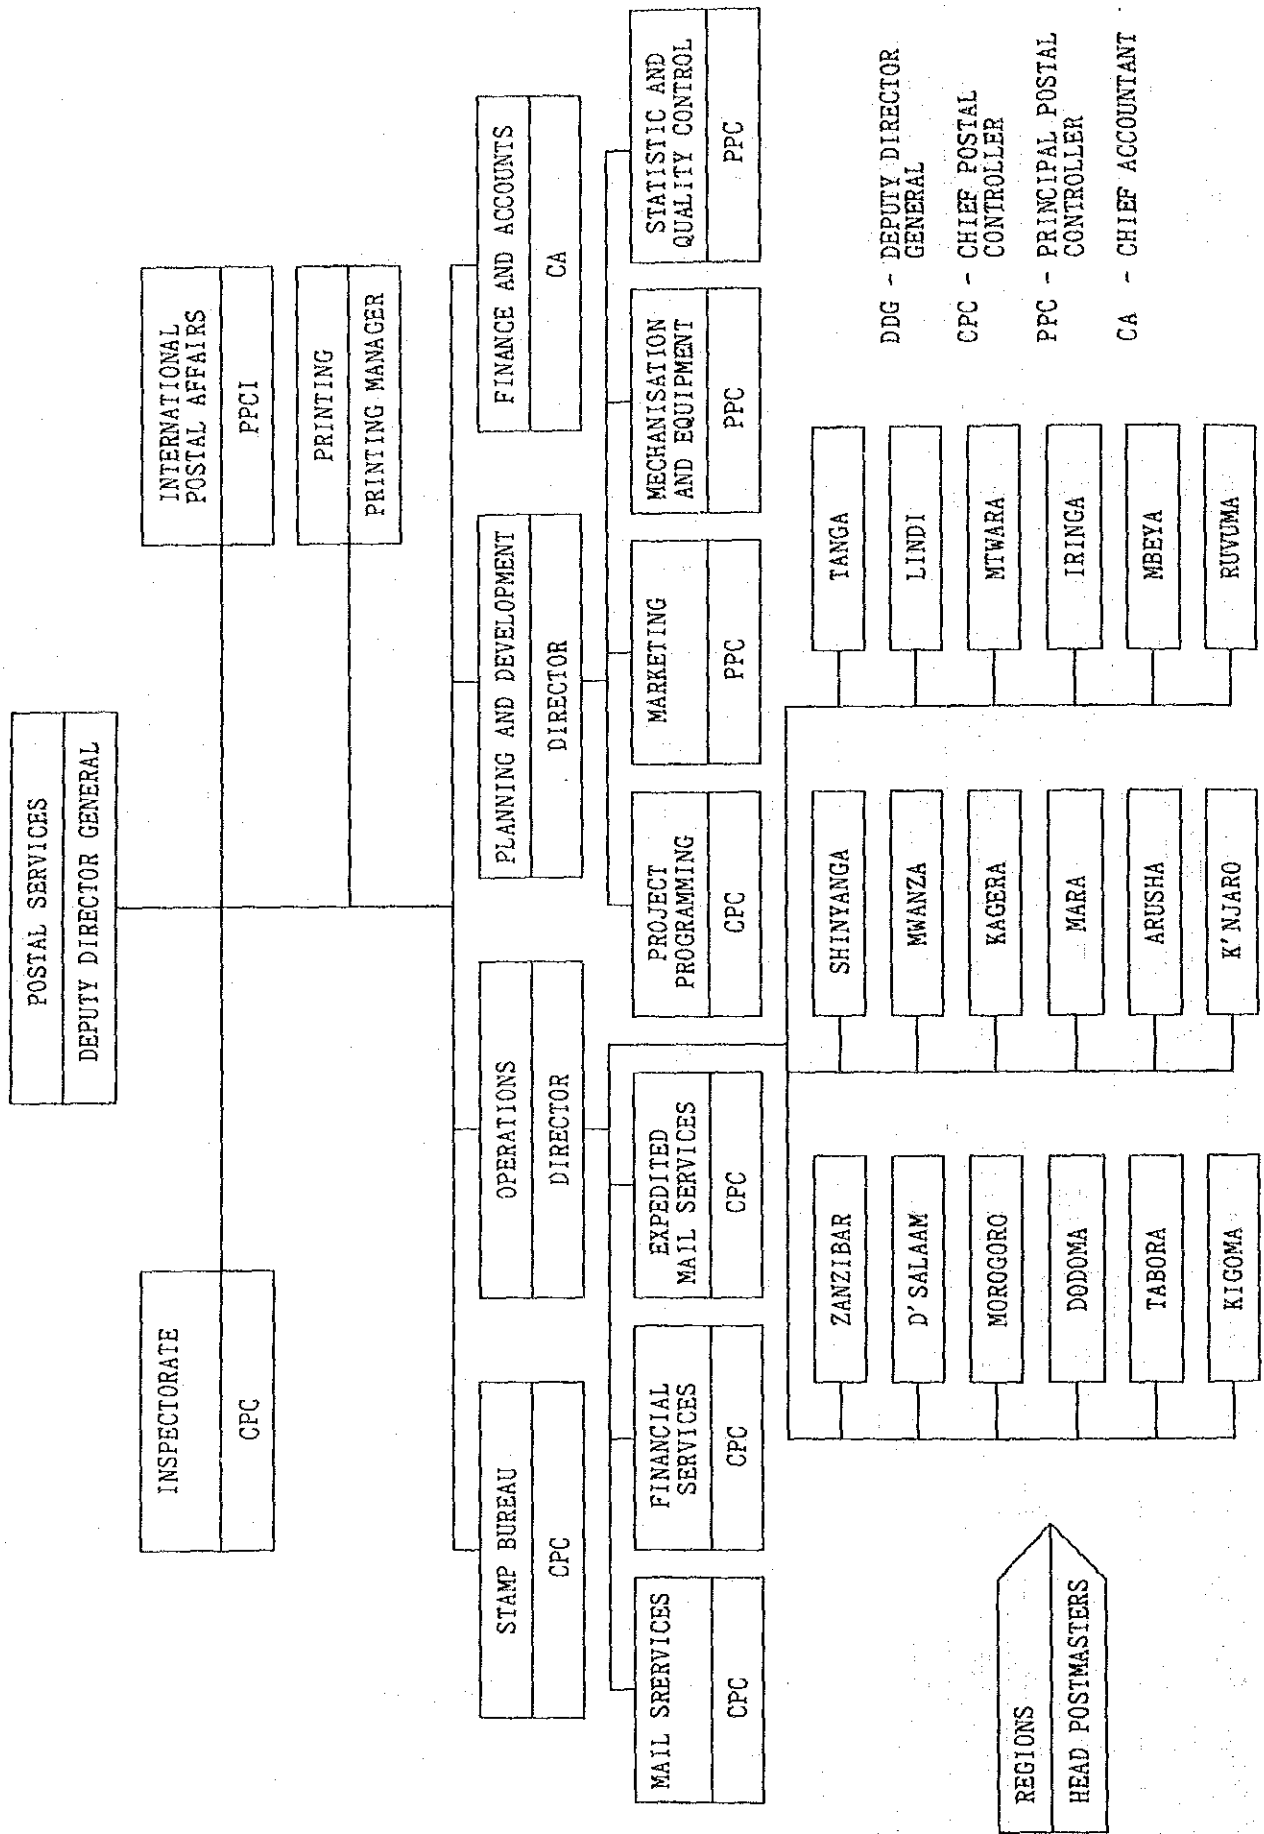 POSTAL SERVICES
DEPUTY DIRECTOR GENERAL
INSPECTORATE
CPC
INTERNATIONAL
POSTAL AFFAIRS
PPCI
PRINTING
PRINTING MANAGER
STAMP BUREAU
CPC
OPERATIONS
DIRECTOR
PLANNING AND DEVELOPMENT
DIRECTOR
FINANCE AND ACCOUNTS
CA
MAIL SRERVICES
CPC
FINANCIAL
SERVICES
CPC
EXPEDITED
MAIL SERVICES
CPC
PROJECT
PROGRAMMING
CPC
MARKETING
PPC
MECHANISATION
AND EQUIPMENT
PPC
STATISTIC AND
QUALITY CONTROL
PPC
REGIONS
HEAD POSTMASTERS
ZANZIBAR
D'SALAAM
MOROGORO
DODOMA
TABORA
KIGOMA
SHINYANGA
MWANZA
KAGERA
MARA
ARUSHA
K'NJARO
TANGA
LINDI
MTWARA
IRINGA
MBEYA
RUVUMA
DDG - DEPUTY DIRECTOR
GENERAL
CPC - CHIEF POSTAL
CONTROLLER
PPC - PRINCIPAL POSTAL
CONTROLLER
CA - CHIEF ACCOUNTANT